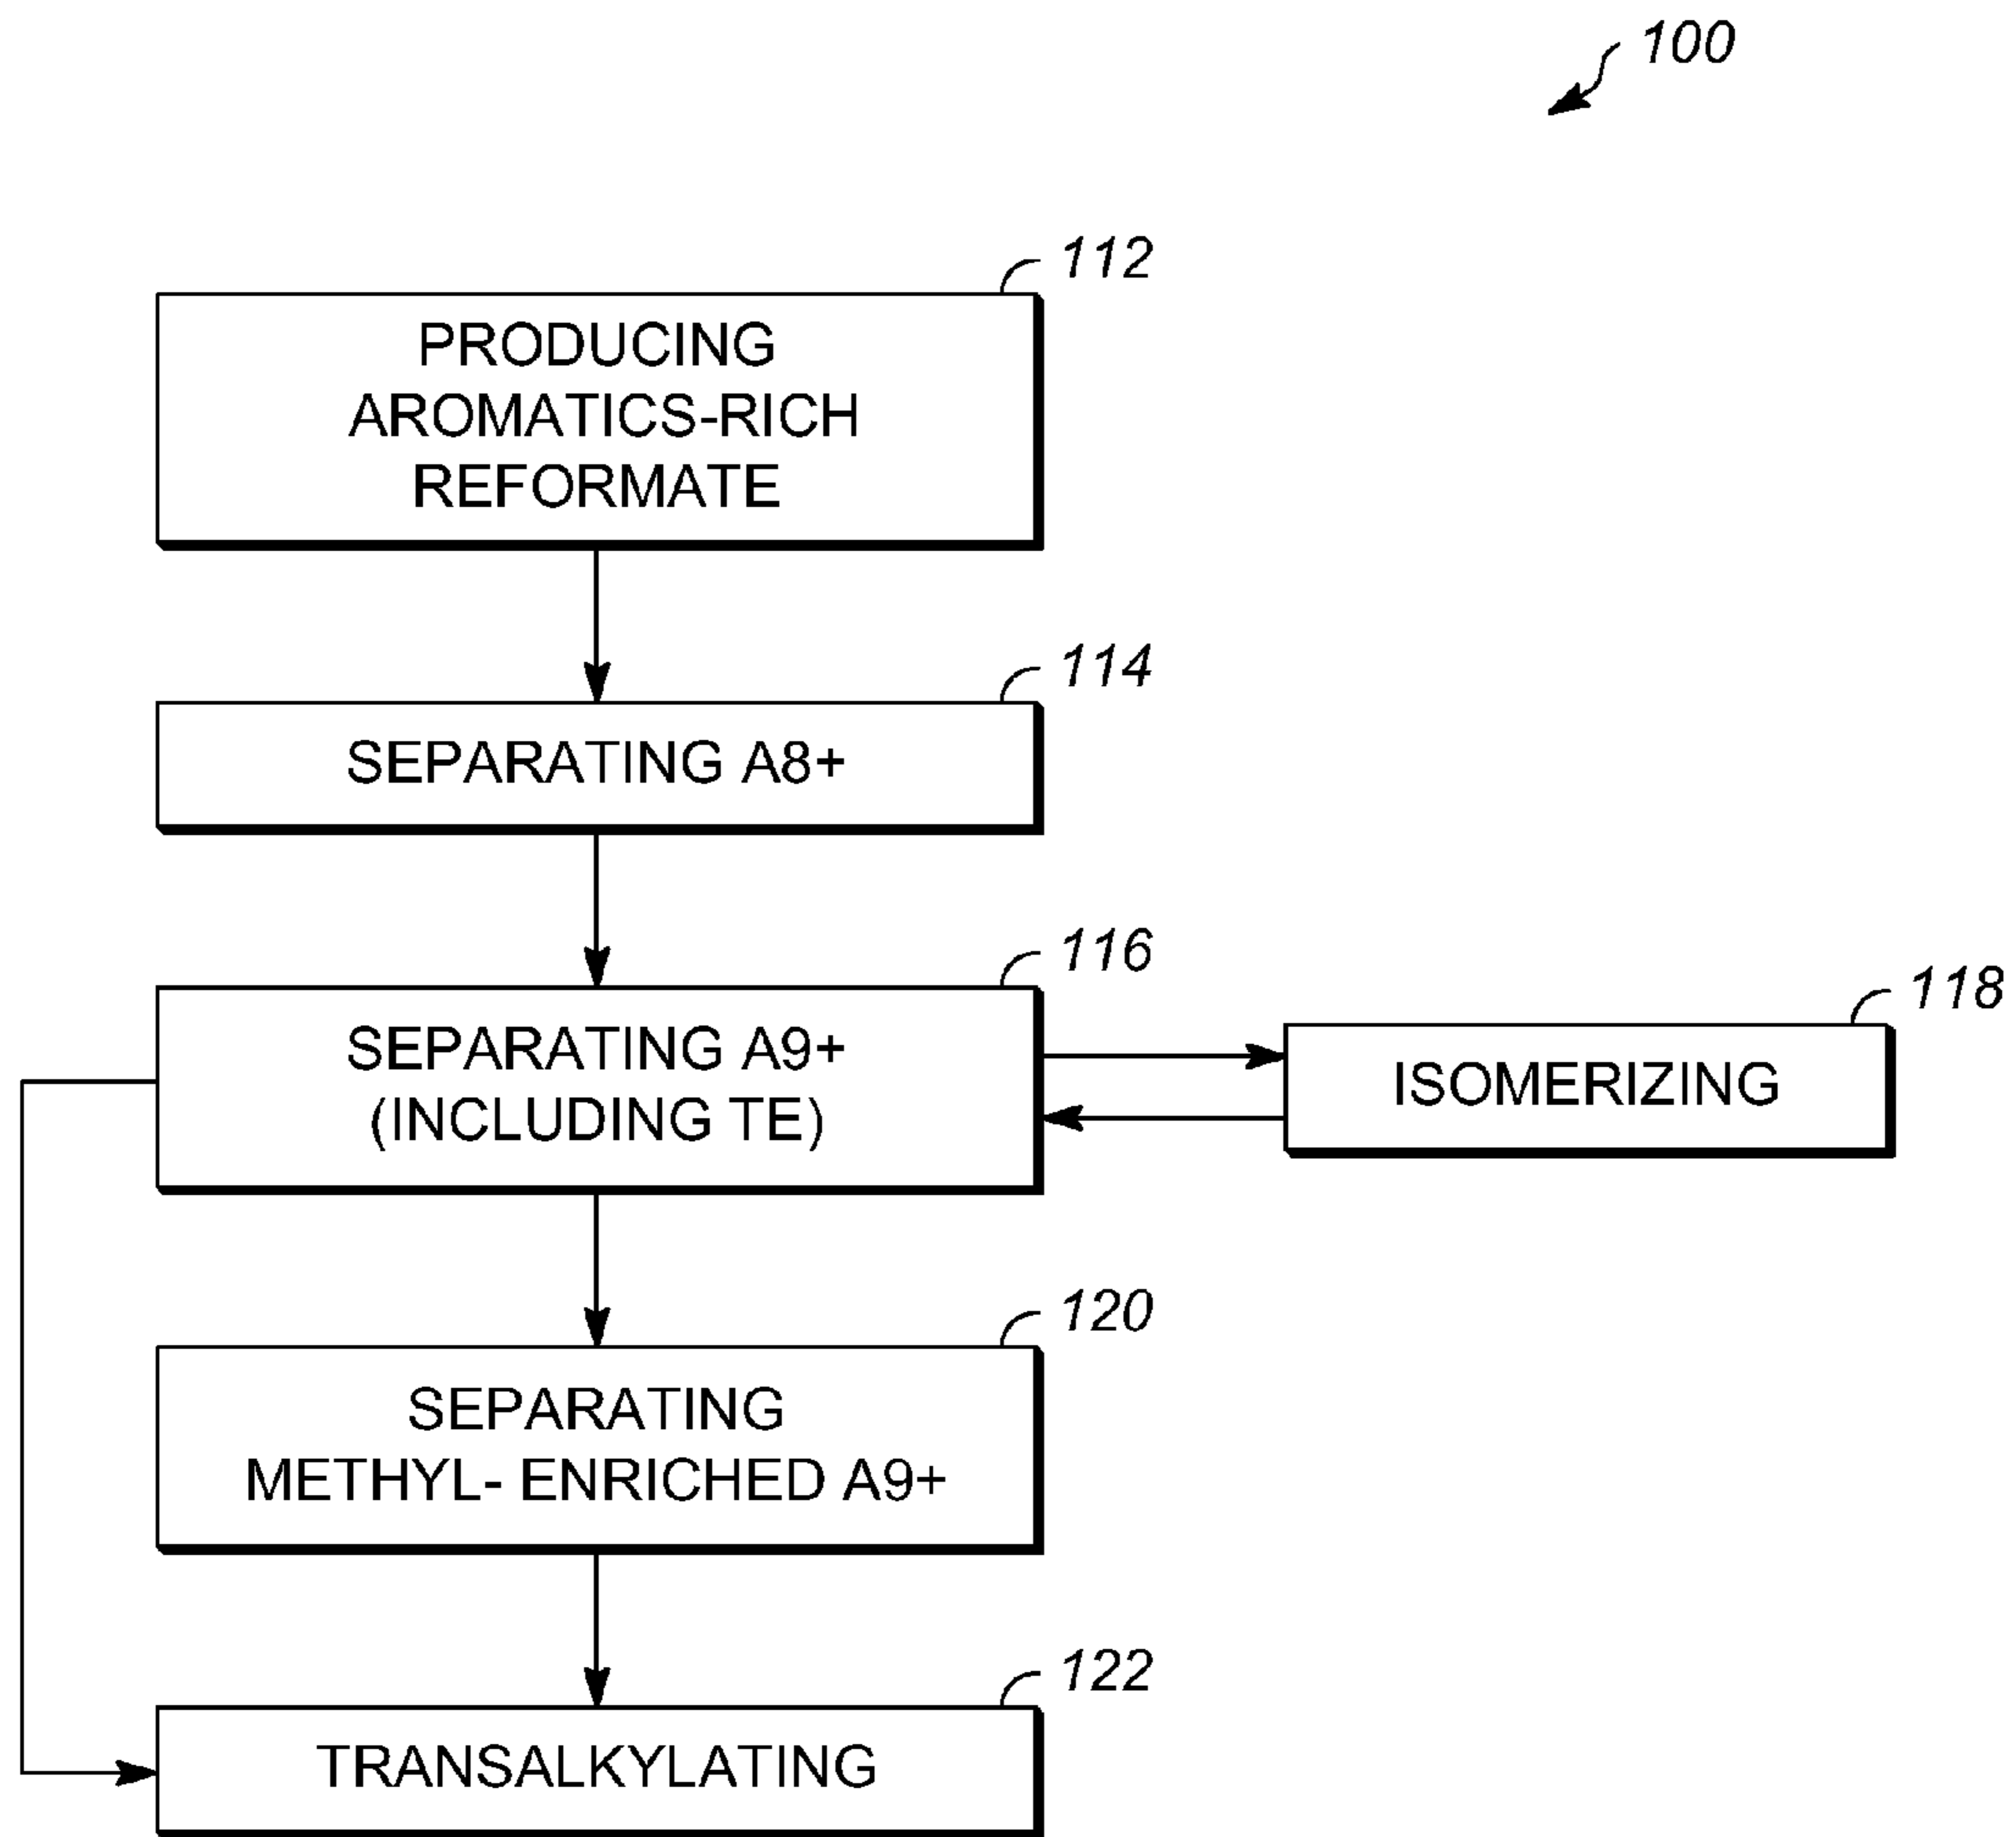 100
112
PRODUCING
AROMATICS-RICH
REFORMATE
114
SEPARATING A8+
116
SEPARATING A9+
(INCLUDING TE)
118
ISOMERIZING
120
SEPARATING
METHYL- ENRICHED A9+
122
TRANSALKYLATING